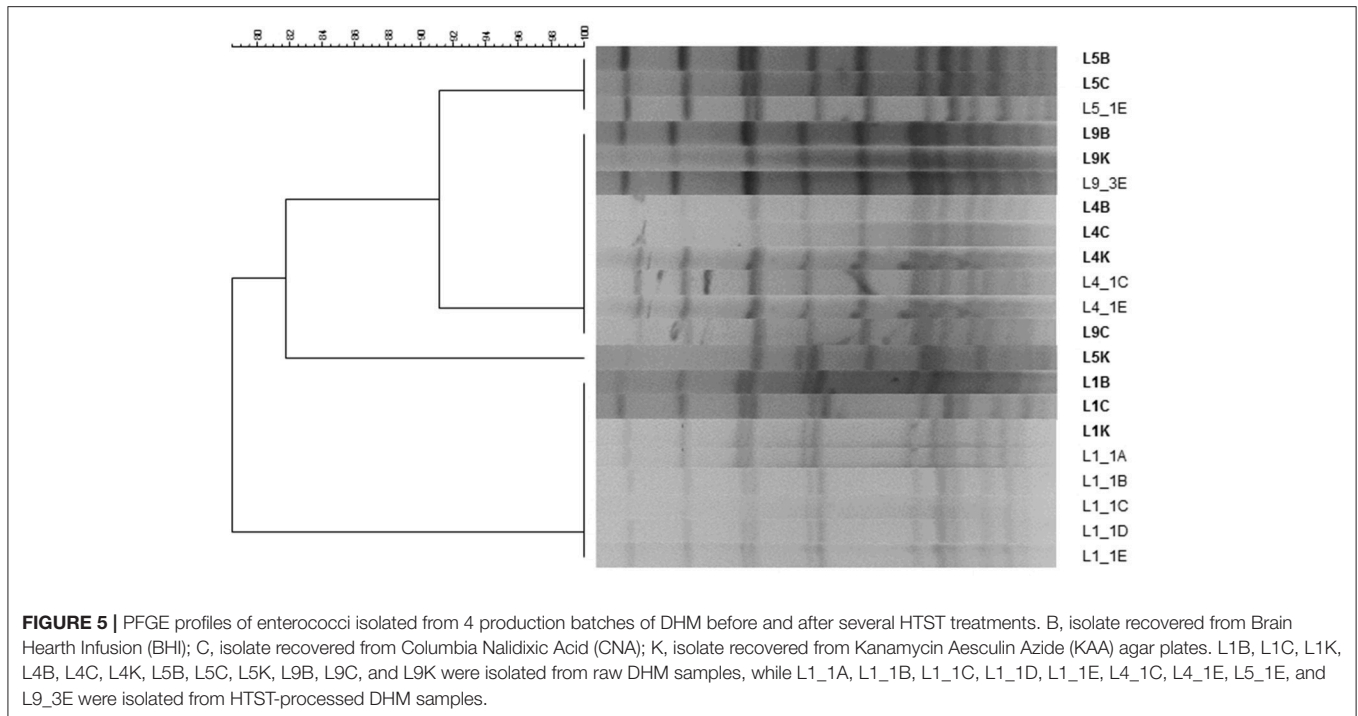 80 82 84 86 88 90 92 94 96 98 100
L5B
L5C
L5_1E
L9B
L9K
L9_3E
L4B
L4C
L4K
L4_1C
L4_1E
L9C
L5K
L1B
L1C
L1K
L1_1A
L1_1B
L1_1C
L1_1D
L1_1E
FIGURE 5 | PFGE profiles of enterococci isolated from 4 production batches of DHM before and after several HTST treatments. B, isolate recovered from Brain
Hearth Infusion (BHI); C, isolate recovered from Columbia Nalidixic Acid (CNA); K, isolate recovered from Kanamycin Aesculin Azide (KAA) agar plates. L1B, L1C, L1K,
L4B, L4C, L4K, L5B, L5C, L5K, L9B, L9C, and L9K were isolated from raw DHM samples, while L1_1A, L1_1B, L1_1C, L1_1D, L1_1E, L4_1C, L4_1E, L5_1E, and
L9_3E were isolated from HTST-processed DHM samples.